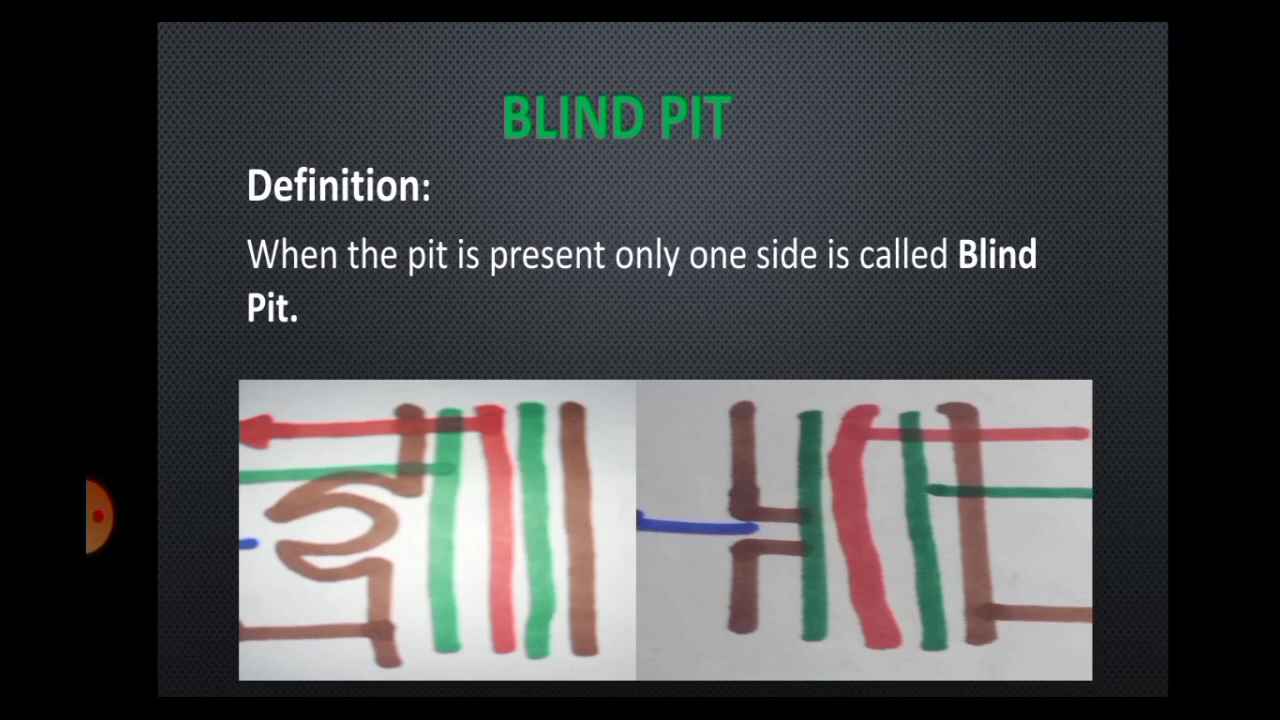 BLIND PIT
Definition:
When the pit is present only one side is called Blind
Pit.